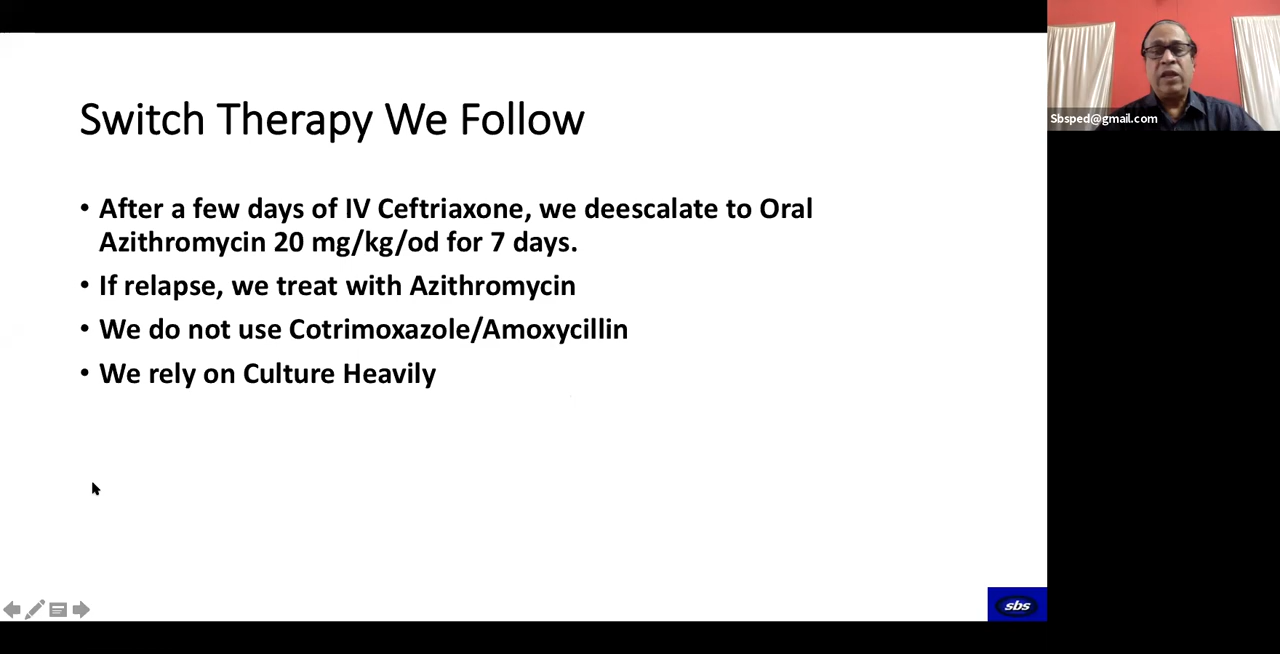 Switch Therapy We Follow
• After a few days of IV Ceftriaxone, we deescalate to Oral
Azithromycin 20 mg/kg/od for 7 days.
• If relapse, we treat with Azithromycin
• We do not use Cotrimoxazole/Amoxycillin
• We rely on Culture Heavily
sbs
Sbsped@gmail.com